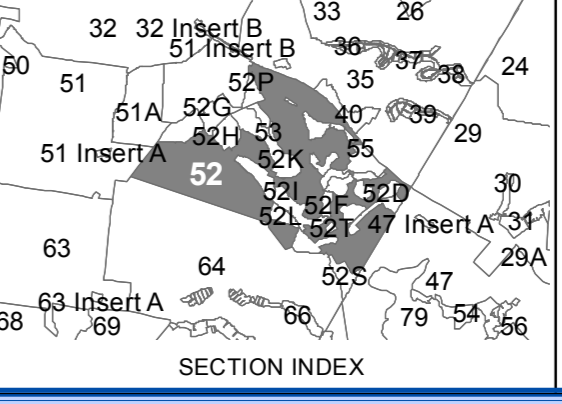 33 26
32 32 Insert B
51 Insert B 36
37
50 38 24
51 52P 35
51A 52G 40 39
52H 53 29
51 Insert A 52K 55
52 30
52I 52D
52F
52L 52T 47 Insert A 31
63 29A
64 52S 47
63 Insert A
68 69 66 79 54 56
SECTION INDEX